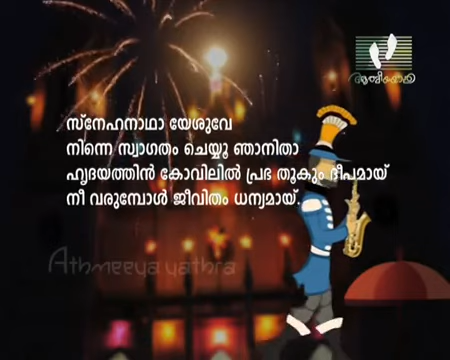 ആത്മീയയാത്ര
സ്നേഹനാഥാ യേശുവേ
നിന്നെ സ്വാഗതം ചെയ്യൂ ഞാനിതാ
ഹൃദയത്തിൻ കോവിലിൽ പ്രഭ തൂകും ദീപമായ്
നീ വരുമ്പോൾ ജീവിതം ധന്യമായ്.
Athmeeya yathra